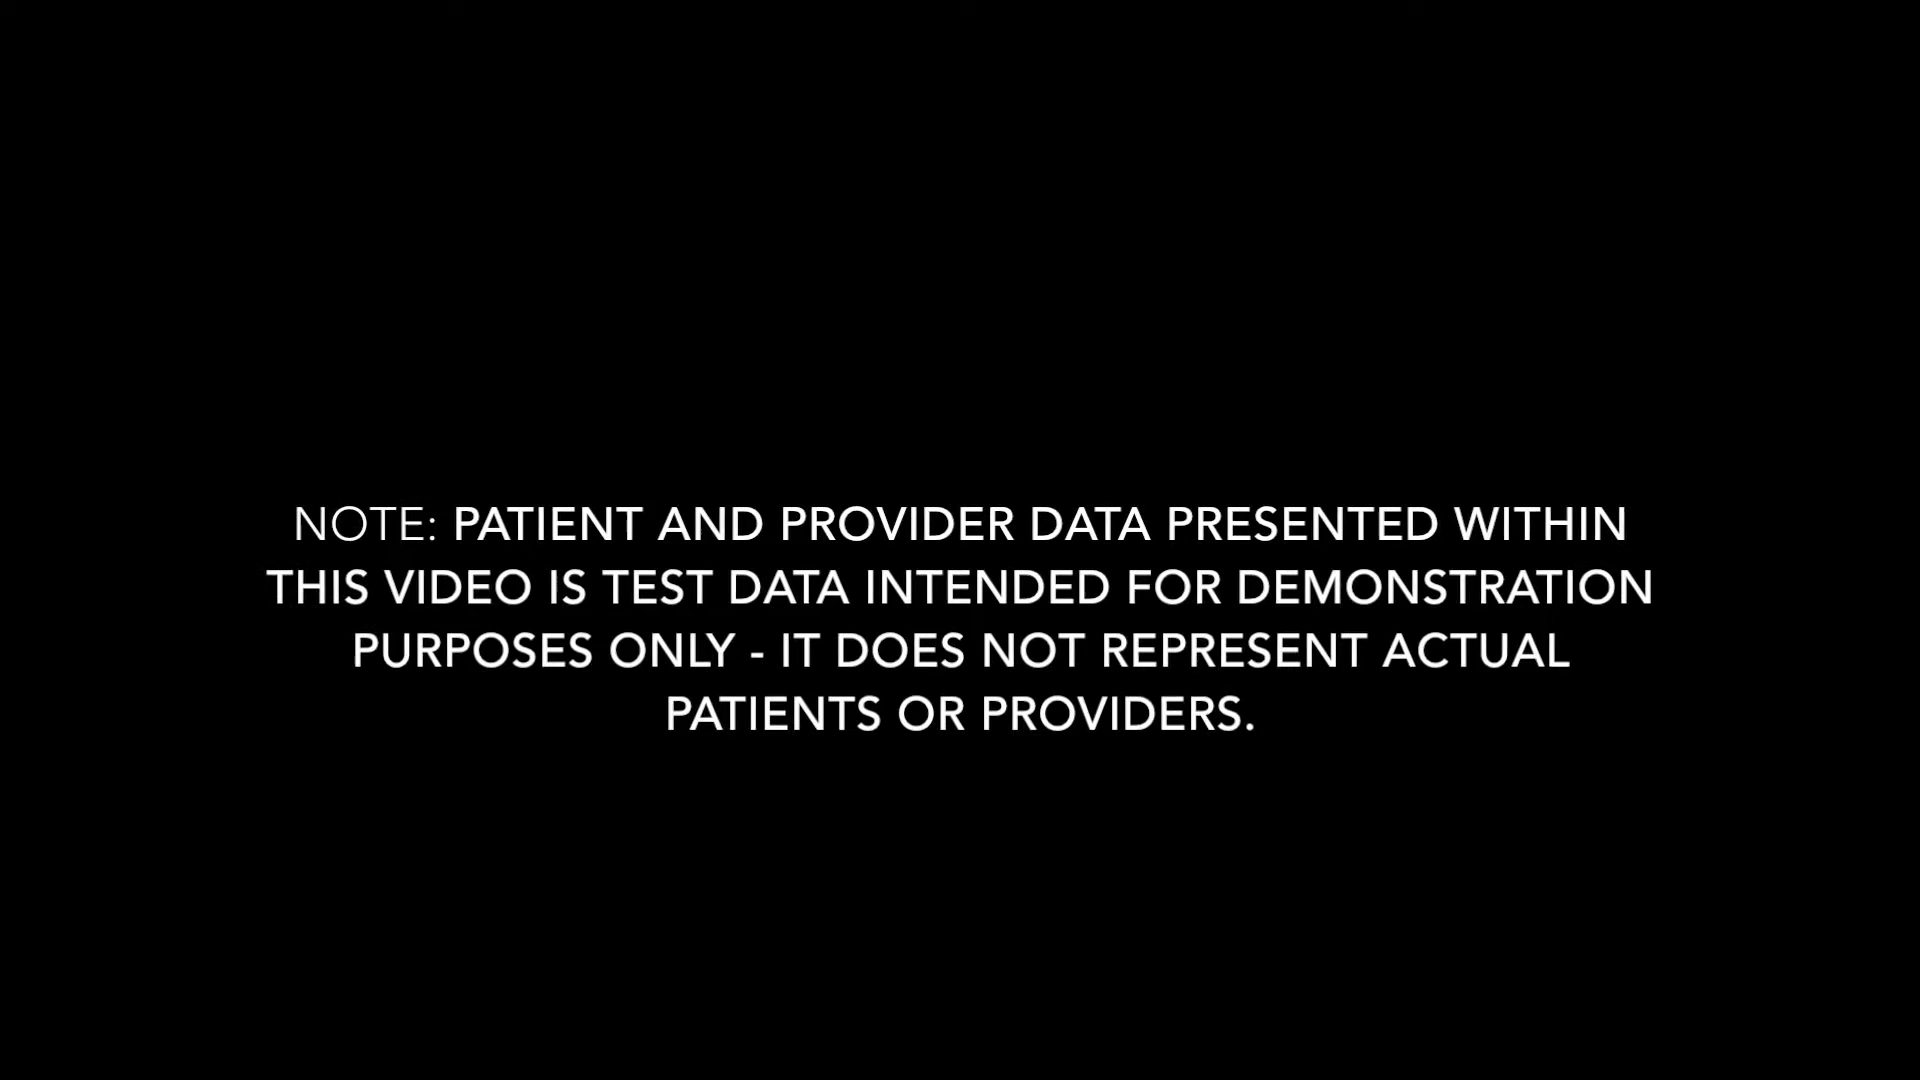 NOTE: PATIENT AND PROVIDER DATA PRESENTED WITHIN
THIS VIDEO IS TEST DATA INTENDED FOR DEMONSTRATION
PURPOSES ONLY - IT DOES NOT REPRESENT ACTUAL
PATIENTS OR PROVIDERS.